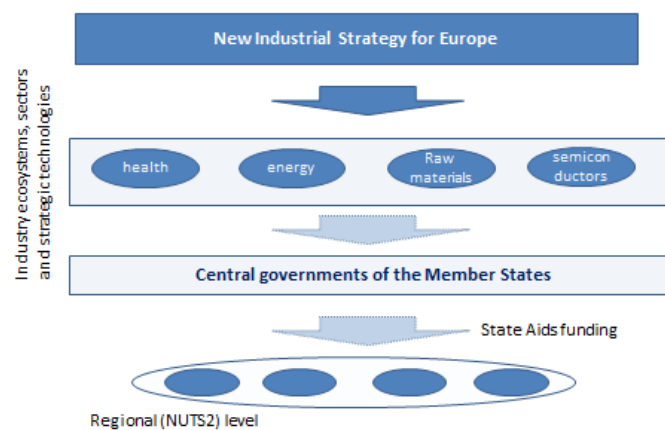 New Industrial Strategy for Europe
Industry ecosystems, sectors
and strategic technologies
health
energy
Raw
materials
semicon
ductors
Central governments of the Member States
State Aids funding
Regional (NUTS2) level